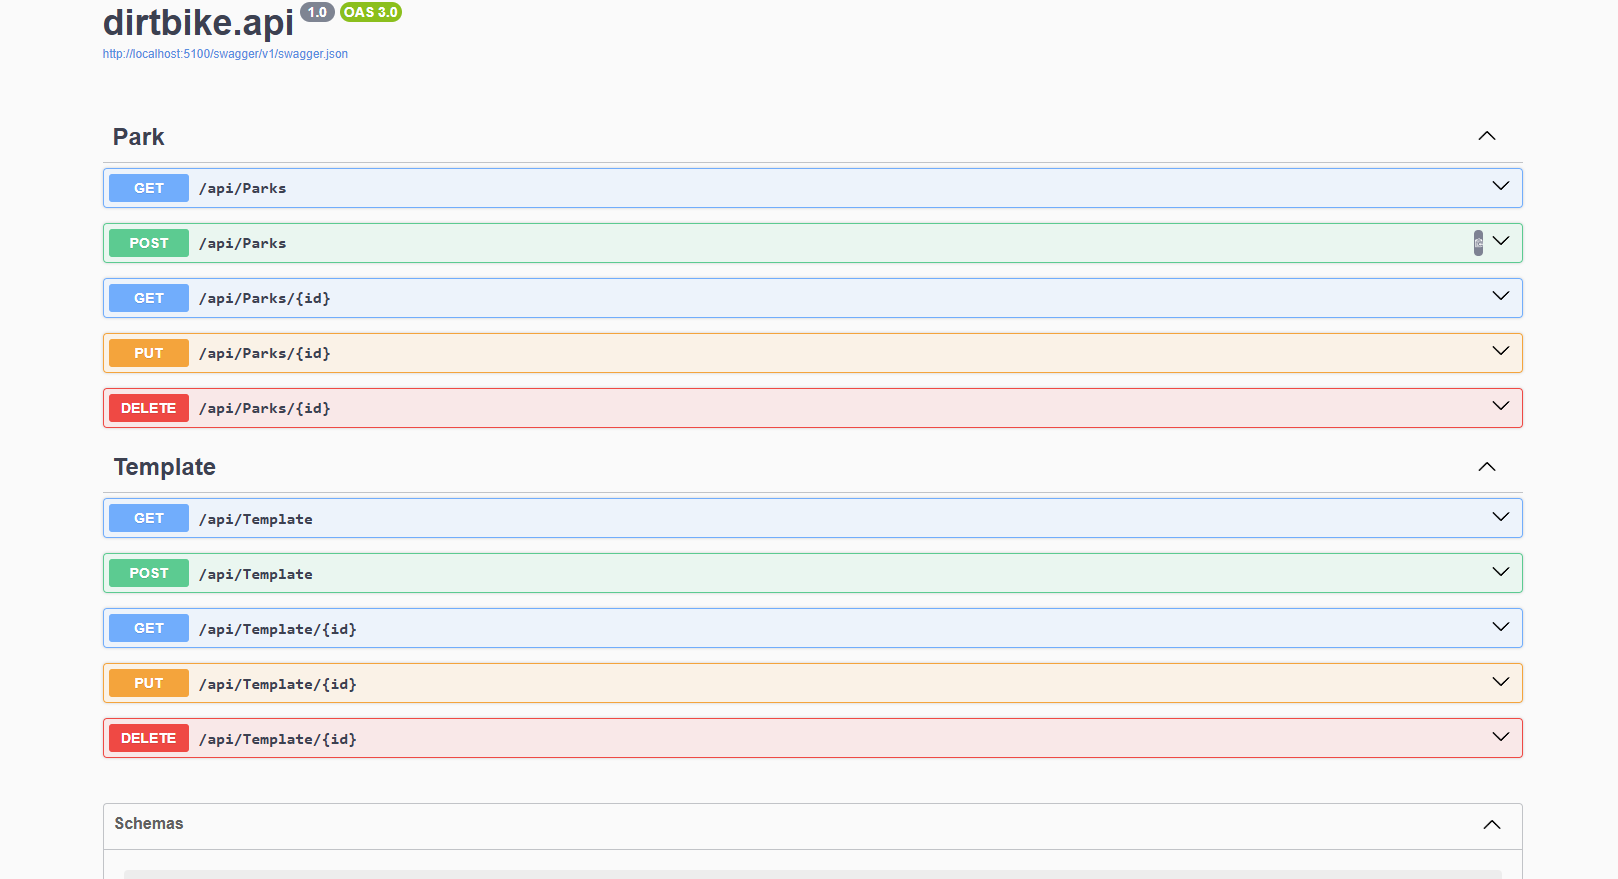 dirtbike.api 1.0 OAS 3.0
http://localhost:5100/swagger/v1/swagger.json
Park
GET /api/Parks
POST /api/Parks
GET /api/Parks/{id}
PUT /api/Parks/{id}
DELETE /api/Parks/{id}
Template
GET /api/Template
POST /api/Template
GET /api/Template/{id}
PUT /api/Template/{id}
DELETE /api/Template/{id}
Schemas